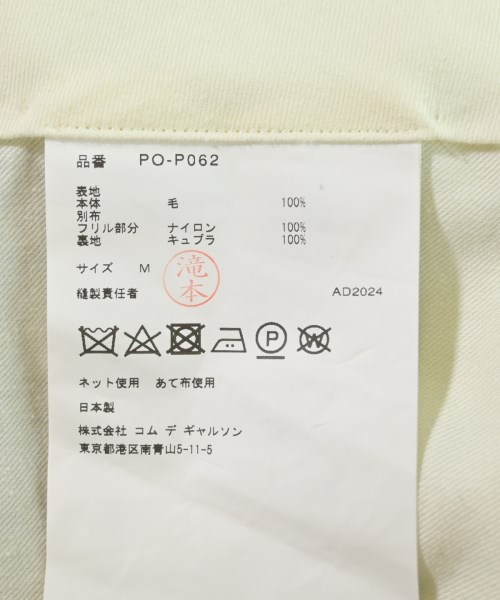 品番 PO-P062
表地
本体 毛 100%
別布
フリル部分 ナイロン 100%
裏地 キュプラ 100%
サイズ M
滝本
縫製責任者 AD2024
P W
ネット使用 あて布使用
日本製
株式会社 コム デ ギャルソン
東京都港区南青山5-11-5